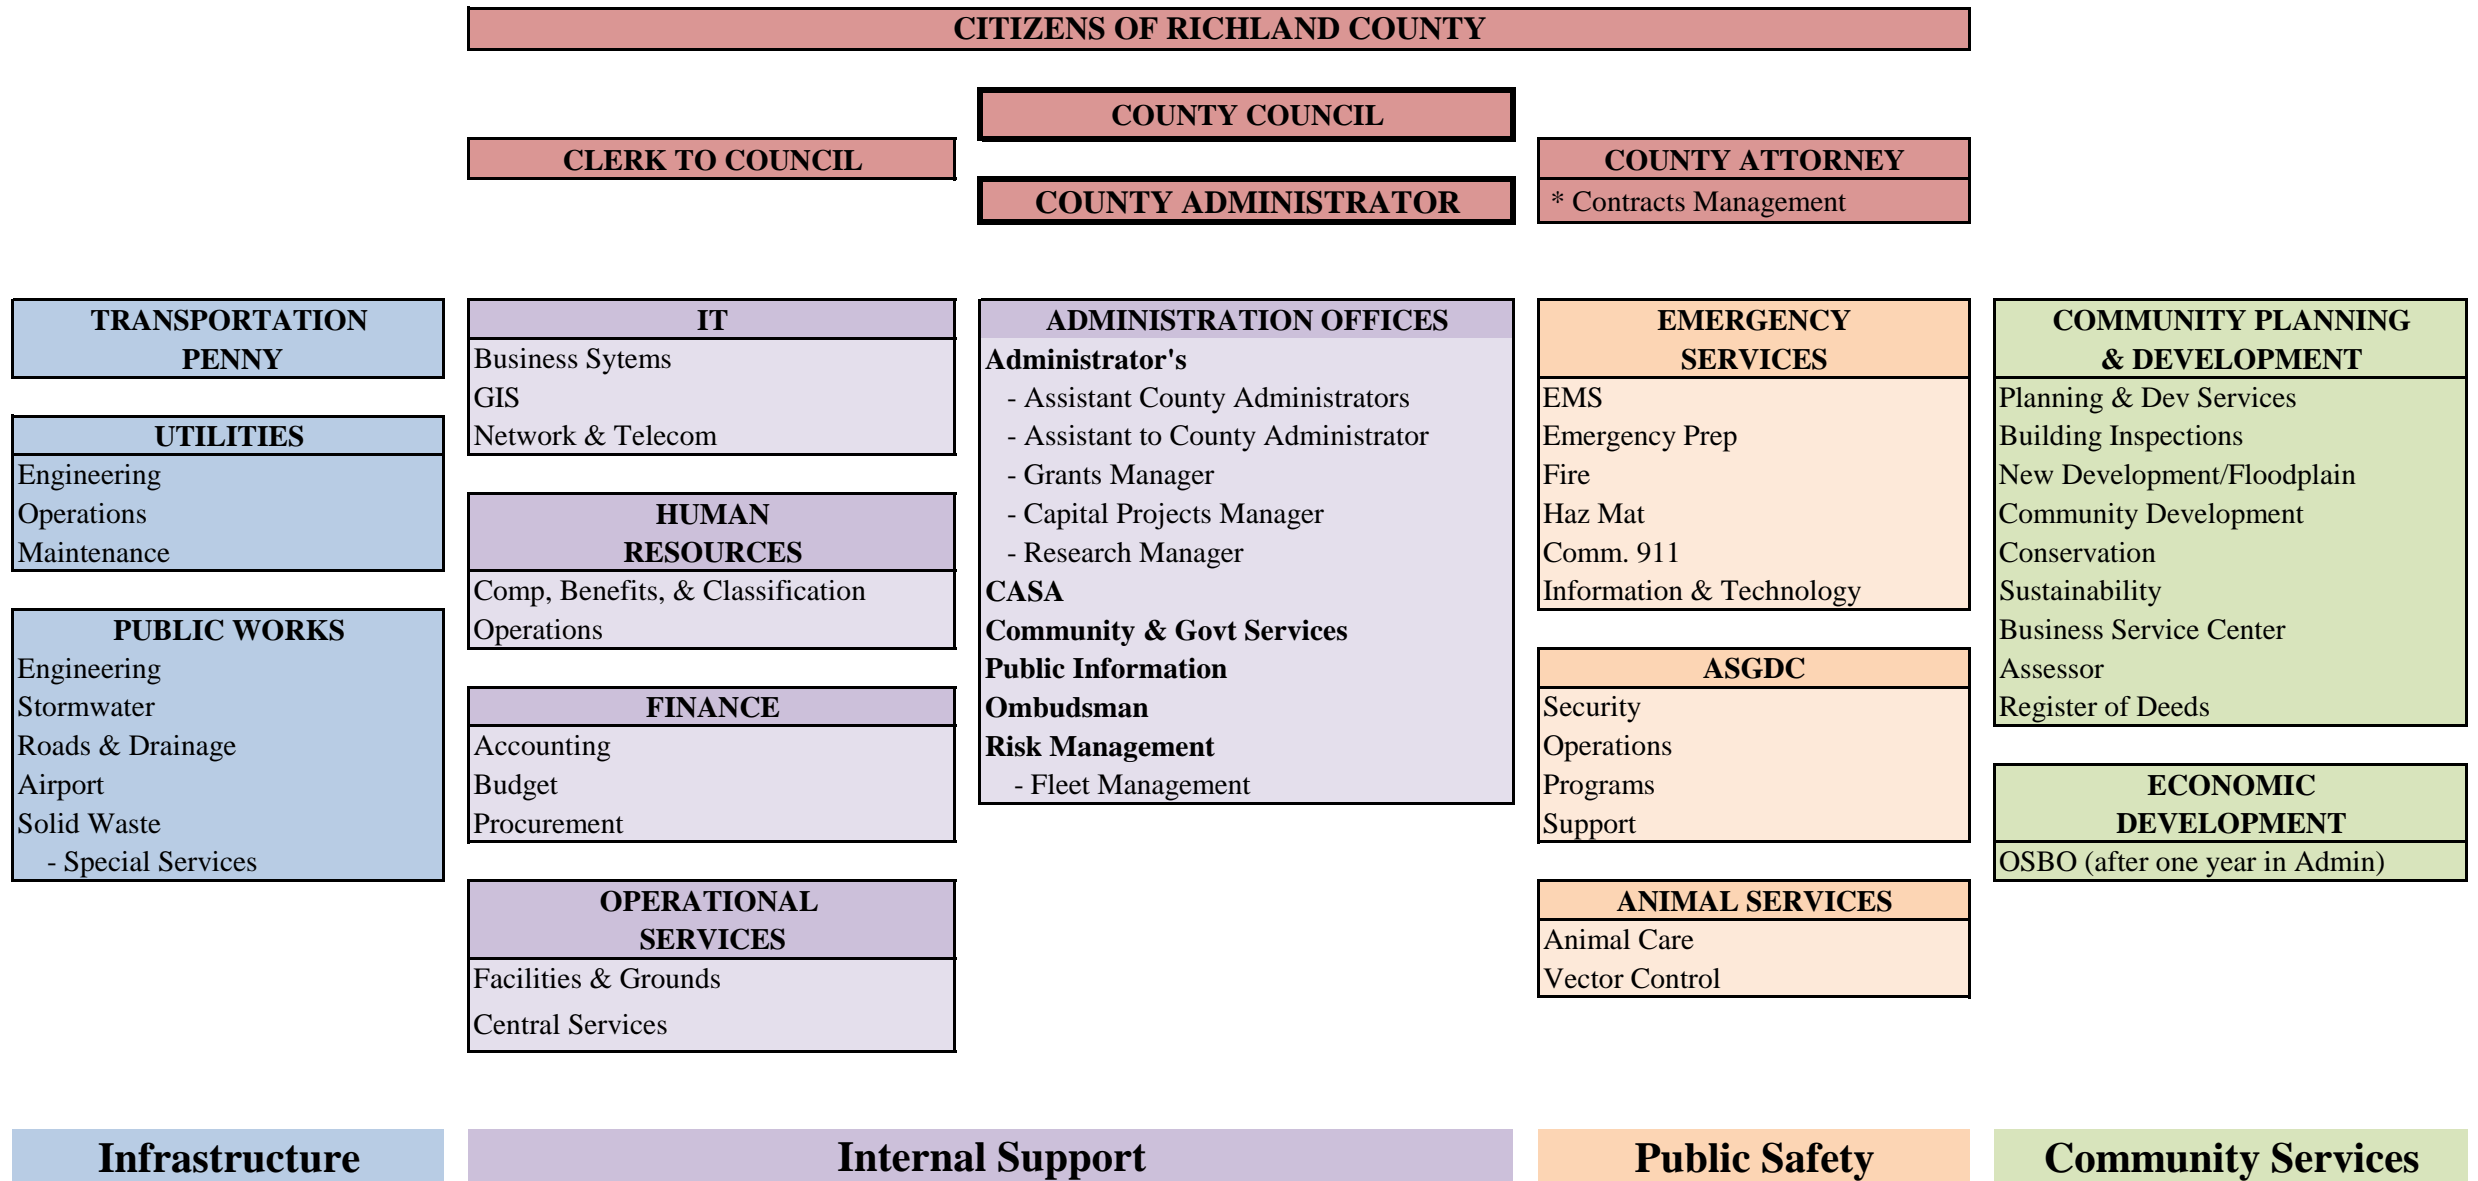 CITIZENS OF RICHLAND COUNTY
COUNTY COUNCIL
CLERK TO COUNCIL
COUNTY ATTORNEY
* Contracts Management
COUNTY ADMINISTRATOR
TRANSPORTATION
PENNY
UTILITIES
Engineering
Operations
Maintenance
PUBLIC WORKS
Engineering
Stormwater
Roads & Drainage
Airport
Solid Waste
- Special Services
IT
Business Sytems
GIS
Network & Telecom
HUMAN
RESOURCES
Comp, Benefits, & Classification
Operations
FINANCE
Accounting
Budget
Procurement
OPERATIONAL
SERVICES
Facilities & Grounds
Central Services
ADMINISTRATION OFFICES
Administrator's
- Assistant County Administrators
- Assistant to County Administrator
- Grants Manager
- Capital Projects Manager
- Research Manager
CASA
Community & Govt Services
Public Information
Ombudsman
Risk Management
- Fleet Management
EMERGENCY
SERVICES
EMS
Emergency Prep
Fire
Haz Mat
Comm. 911
Information & Technology
ASGDC
Security
Operations
Programs
Support
ANIMAL SERVICES
Animal Care
Vector Control
COMMUNITY PLANNING
& DEVELOPMENT
Planning & Dev Services
Building Inspections
New Development/Floodplain
Community Development
Conservation
Sustainability
Business Service Center
Assessor
Register of Deeds
ECONOMIC
DEVELOPMENT
OSBO (after one year in Admin)
Infrastructure
Internal Support
Public Safety
Community Services